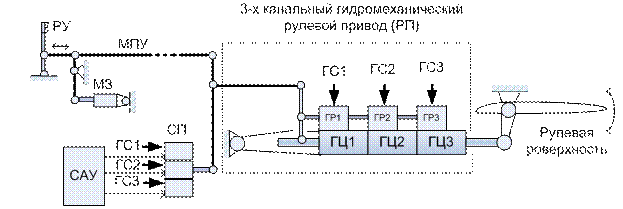 3-х канальный гидромеханический
рулевой привод (РП)
РУ
МПУ
МЗ
ГС1 ГС2 ГС3
ГР1 ГР2 ГР3
ГЦ1 ГЦ2 ГЦ3
Рулевая
поверхность
СП
ГС1
ГС2
ГС3
САУ